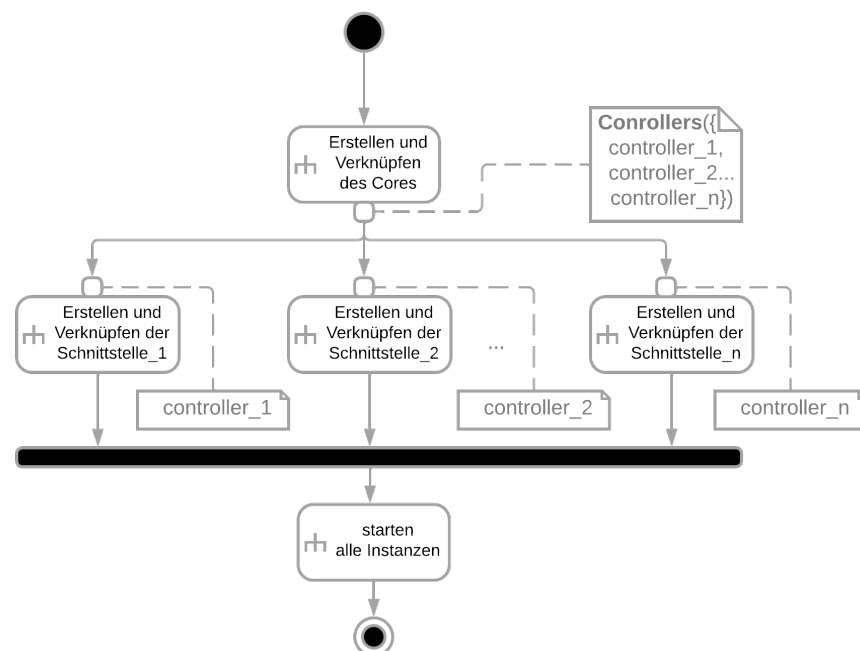 Erstellen und
Verknüpfen
des Cores
Conrollers({
controller_1,
controller_2...
controller_n})
Erstellen und
Verknüpfen der
Schnittstelle_1
Erstellen und
Verknüpfen der
Schnittstelle_2
...
Erstellen und
Verknüpfen der
Schnittstelle_n
controller_1
controller_2
controller_n
starten
alle Instanzen